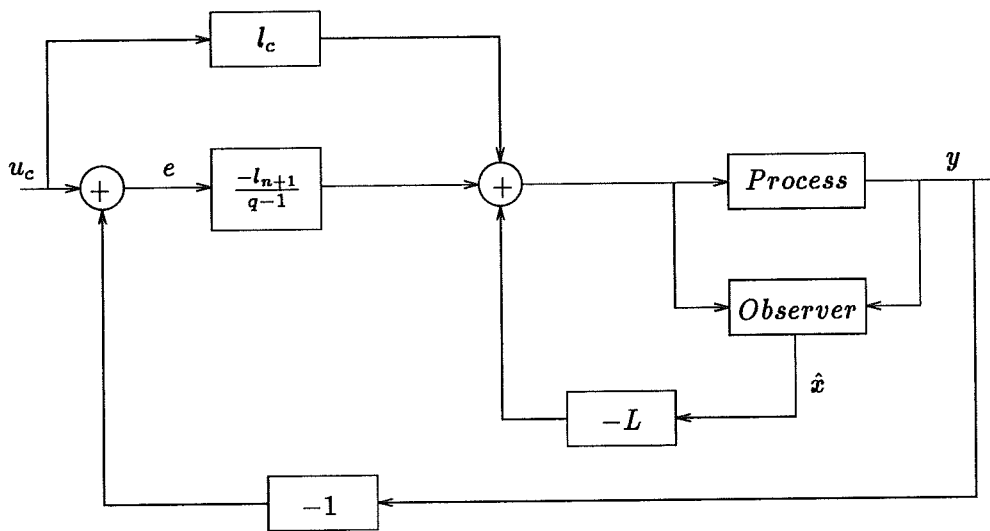 l_c
u_c
+
e
-l_{n+1}
q-1
+
Process
y
Observer
x̂
-L
-1